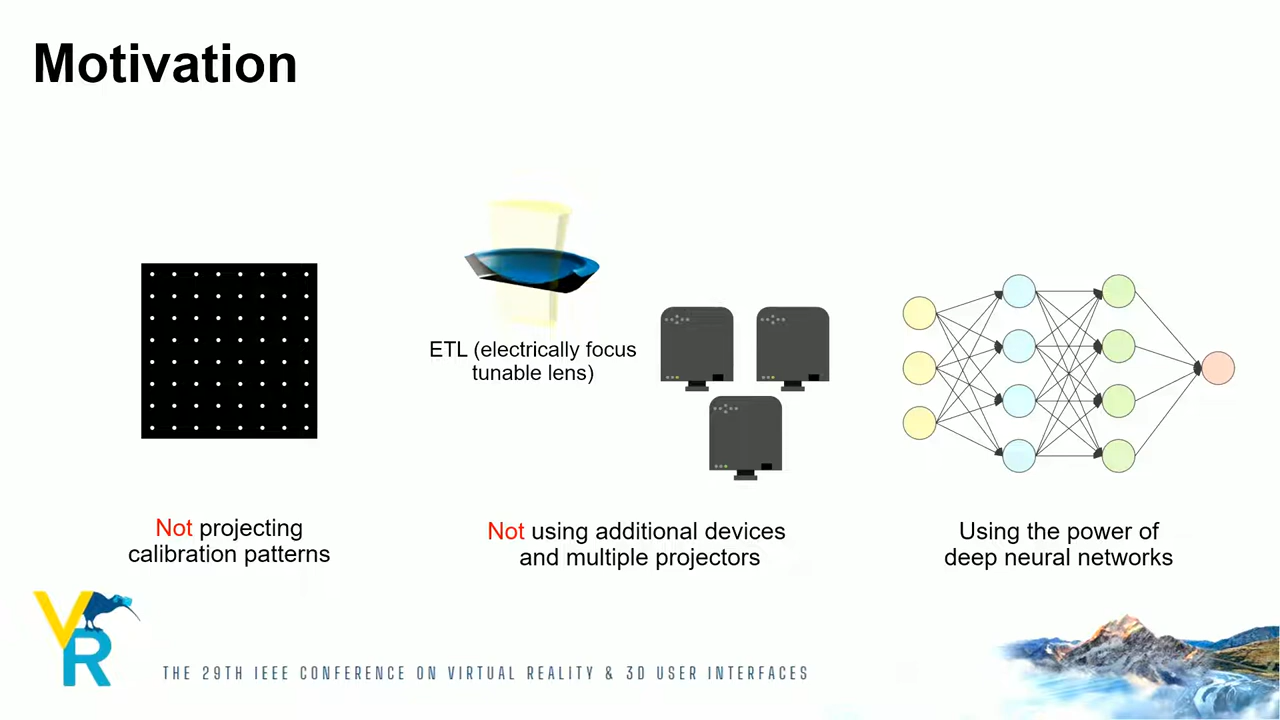 Motivation
ETL (electrically focus
tunable lens)
Not projecting
calibration patterns
Not using additional devices
and multiple projectors
Using the power of
deep neural networks
VR
THE 29TH IEEE CONFERENCE ON VIRTUAL REALITY & 3D USER INTERFACES